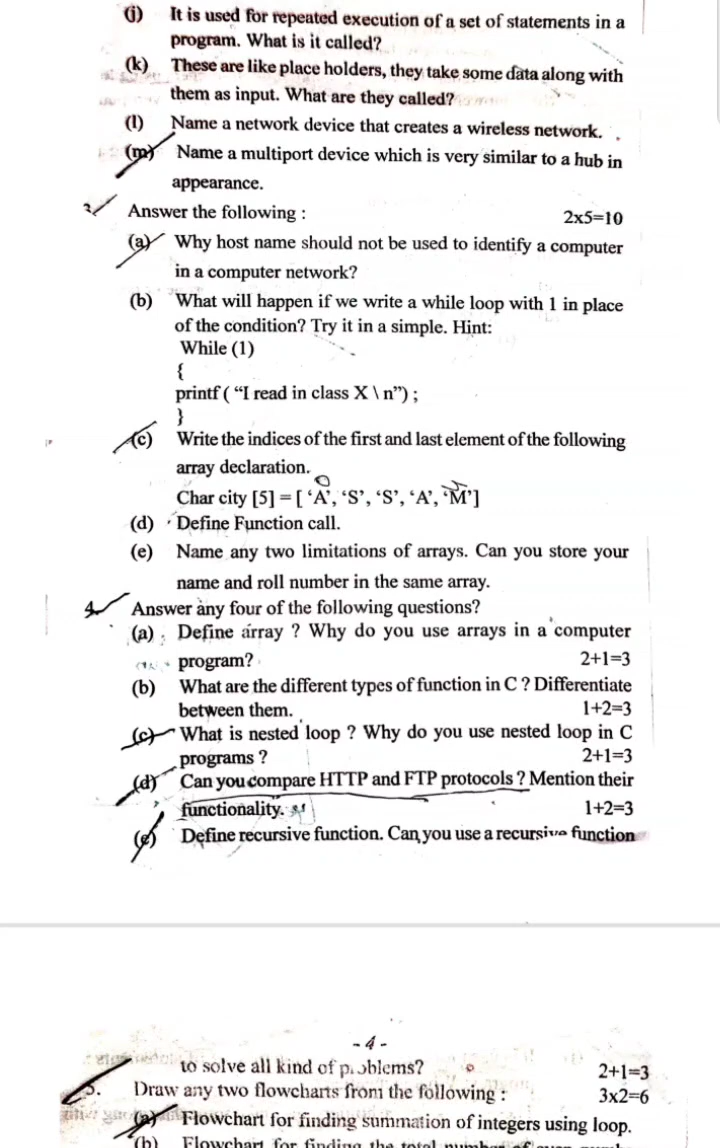 (j) It is used for repeated execution of a set of statements in a
program. What is it called?
(k) These are like place holders, they take some data along with
them as input. What are they called?
(l) Name a network device that creates a wireless network.
(m) Name a multiport device which is very similar to a hub in
appearance.
Answer the following : 2x5=10
(a) Why host name should not be used to identify a computer
in a computer network?
(b) What will happen if we write a while loop with 1 in place
of the condition? Try it in a simple. Hint:
While (1)
{
printf ( “I read in class X \ n”) ;
}
(c) Write the indices of the first and last element of the following
array declaration.
Char city [5] = [ ‘A’, ‘S’, ‘S’, ‘A’, ‘M’]
(d) Define Function call.
(e) Name any two limitations of arrays. Can you store your
name and roll number in the same array.
4. Answer any four of the following questions?
(a) Define array ? Why do you use arrays in a computer
program? 2+1=3
(b) What are the different types of function in C ? Differentiate
between them. 1+2=3
(c) What is nested loop ? Why do you use nested loop in C
programs ? 2+1=3
(d) Can you compare HTTP and FTP protocols ? Mention their
functionality. 1+2=3
(e) Define recursive function. Can you use a recursive function
- 4 -
to solve all kind of problems? 2+1=3
5. Draw any two flowcharts from the following : 3x2=6
(a) Flowchart for finding summation of integers using loop.
(b) Flowchart for finding the total number of even